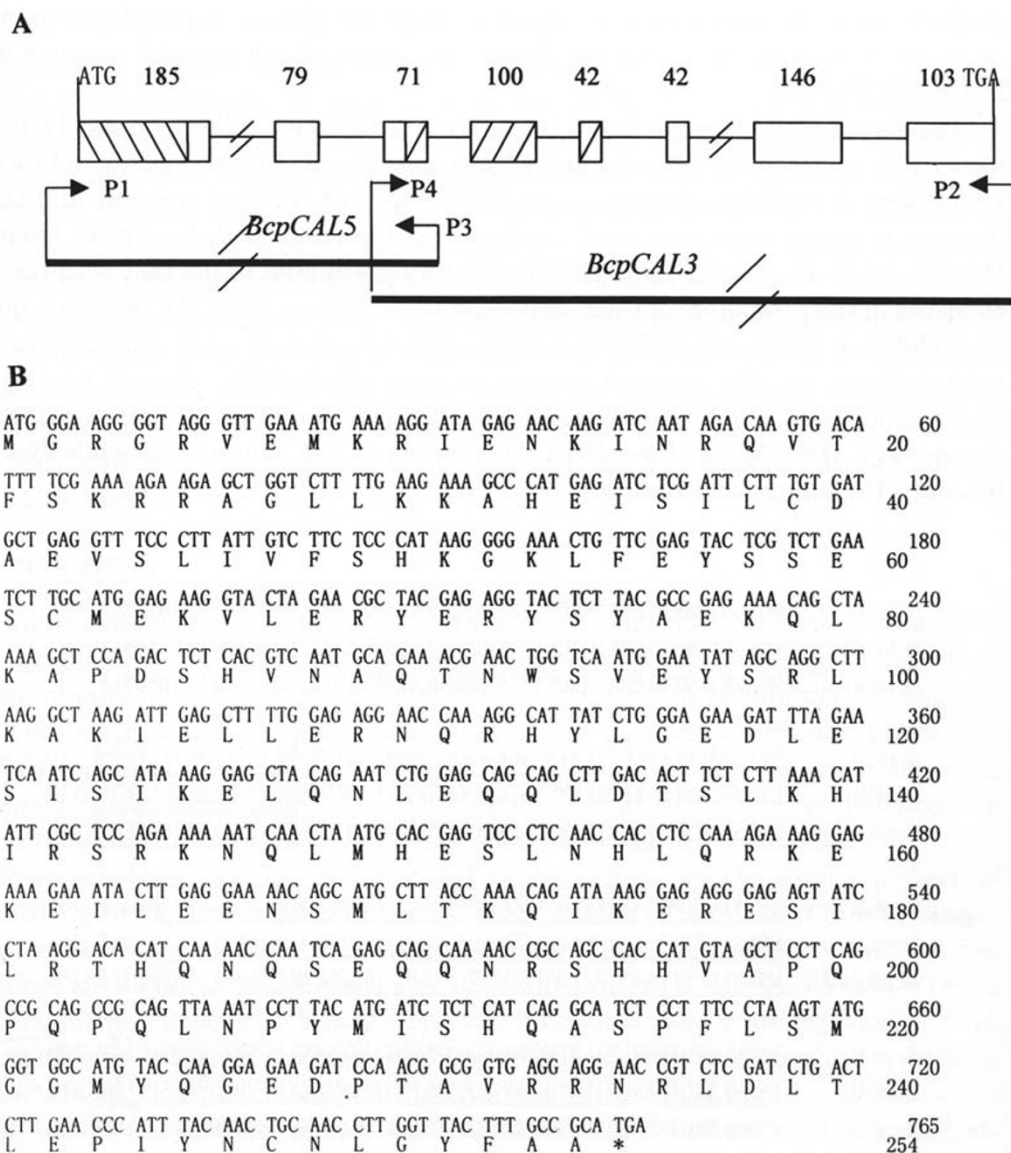 A
ATG 185 79 71 100 42 42 146 103 TGA
P1 P4 P2
BcpCAL5 P3
BcpCAL3
B
ATG GGA AGG GGT AGG GTT GAA ATG AAA AGG ATA GAG AAC AAG ATC AAT AGA CAA GTG ACA 60
M G R G R V E M K R I E N K I N R Q V T 20
TTT TCG AAA AGA AGA GCT GGT CTT TTG AAG AAA GCC CAT GAG ATC TCG ATT CTT TGT GAT 120
F S K R R A G L L K K A H E I S I L C D 40
GCT GAG GTT TCC CTT ATT GTC TTC TCC CAT AAG GGG AAA CTG TTC GAG TAC TCG TCT GAA 180
A E V S L I V F S H K G K L F E Y S S E 60
TCT TGC ATG GAG AAG GTA CTA GAA CGC TAC GAG AGG TAC TCT TAC GCC GAG AAA CAG CTA 240
S C M E K V L E R Y E R Y S Y A E K Q L 80
AAA GCT CCA GAC TCT CAC GTC AAT GCA CAA ACG AAC TGG TCA ATG GAA TAT AGC AGG CTT 300
K A P D S H V N A Q T N W S V E Y S R L 100
AAG GCT AAG ATT GAG CTT TTG GAG AGG AAC CAA AGG CAT TAT CTG GGA GAA GAT TTA GAA 360
K A K I E L L E R N Q R H Y L G E D L E 120
TCA ATC AGC ATA AAG GAG CTA CAG AAT CTG GAG CAG CAG CTT GAC ACT TCT CTT AAA CAT 420
S I S I K E L Q N L E Q Q L D T S L K H 140
ATT CGC TCC AGA AAA AAT CAA CTA ATG CAC GAG TCC CTC AAC CAC CTC CAA AGA AAG GAG 480
I R S R K N Q L M H E S L N H L Q R K E 160
AAA GAA ATA CTT GAG GAA AAC AGC ATG CTT ACC AAA CAG ATA AAG GAG AGG GAG AGT ATC 540
K E I L E E N S M L T K Q I K E R E S I 180
CTA AGG ACA CAT CAA AAC CAA TCA GAG CAG CAA AAC CGC AGC CAC CAT GTA GCT CCT CAG 600
L R T H Q N Q S E Q Q N R S H H V A P Q 200
CCG CAG CCG CAG TTA AAT CCT TAC ATG ATC TCT CAT CAG GCA TCT CCT TTC CTA AGT ATG 660
P Q P Q L N P Y M I S H Q A S P F L S M 220
GGT GGC ATG TAC CAA GGA GAA GAT CCA ACG GCG GTG AGG AGG AAC CGT CTC GAT CTG ACT 720
G G M Y Q G E D P T A V R R N R L D L T 240
CTT GAA CCC ATT TAC AAC TGC AAC CTT GGT TAC TTT GCC GCA TGA 765
L E P I Y N C N L G Y F A A * 254